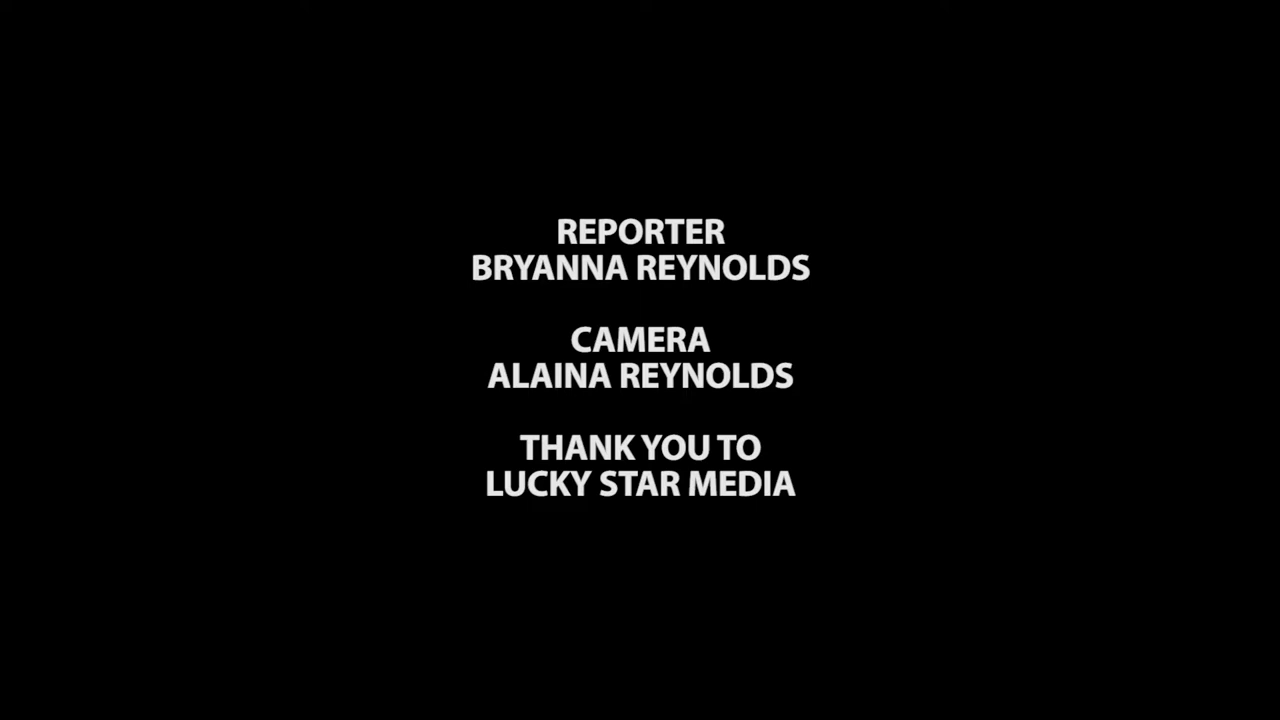 REPORTER
BRYANNA REYNOLDS
CAMERA
ALAINA REYNOLDS
THANK YOU TO
LUCKY STAR MEDIA